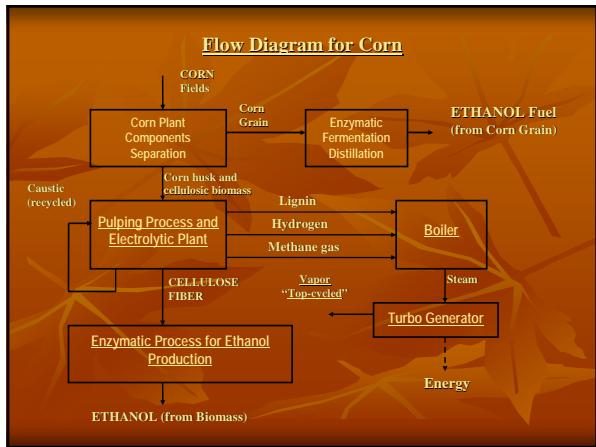 Flow Diagram for Corn
CORN
Fields
Corn Plant
Components
Separation
Corn
Grain
Enzymatic
Fermentation
Distillation
ETHANOL Fuel
(from Corn Grain)
Corn husk and
cellulosic biomass
Caustic
(recycled)
Pulping Process and
Electrolytic Plant
Lignin
Hydrogen
Methane gas
Boiler
CELLULOSE
FIBER
Vapor
“Top-cycled”
Steam
Turbo Generator
Enzymatic Process for Ethanol
Production
Energy
ETHANOL (from Biomass)